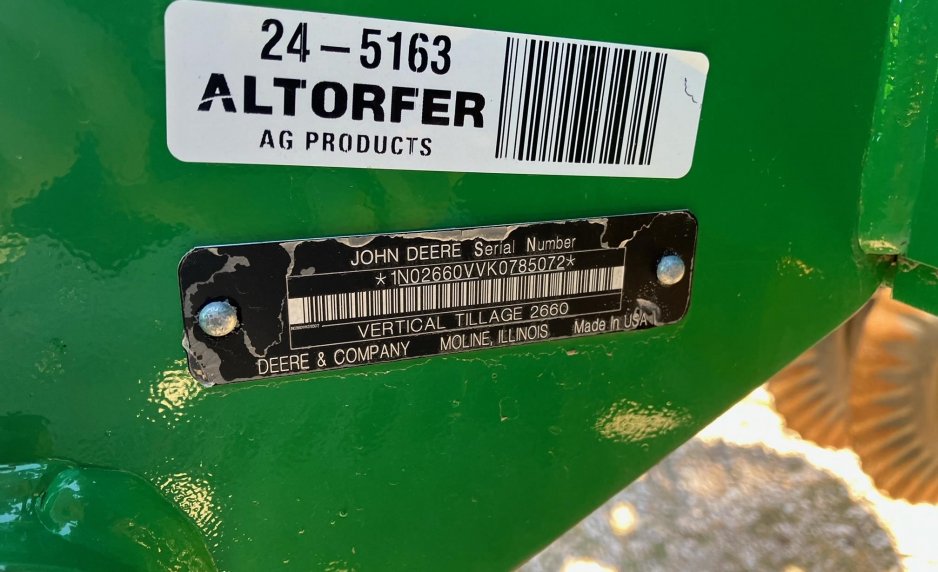 24-5163
ALTORFER
AG PRODUCTS
JOHN DEERE Serial Number
*1N02660VVK0785072*
VERTICAL TILLAGE 2660
DEERE & COMPANY MOLINE, ILLINOIS Made in USA